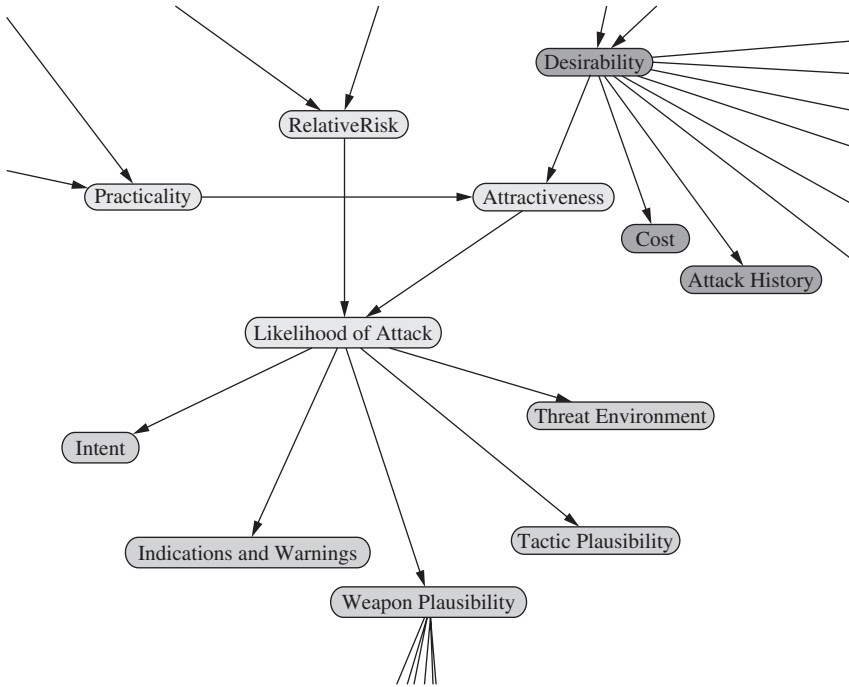 Desirability
RelativeRisk
Practicality
Attractiveness
Cost
Attack History
Likelihood of Attack
Threat Environment
Intent
Tactic Plausibility
Indications and Warnings
Weapon Plausibility